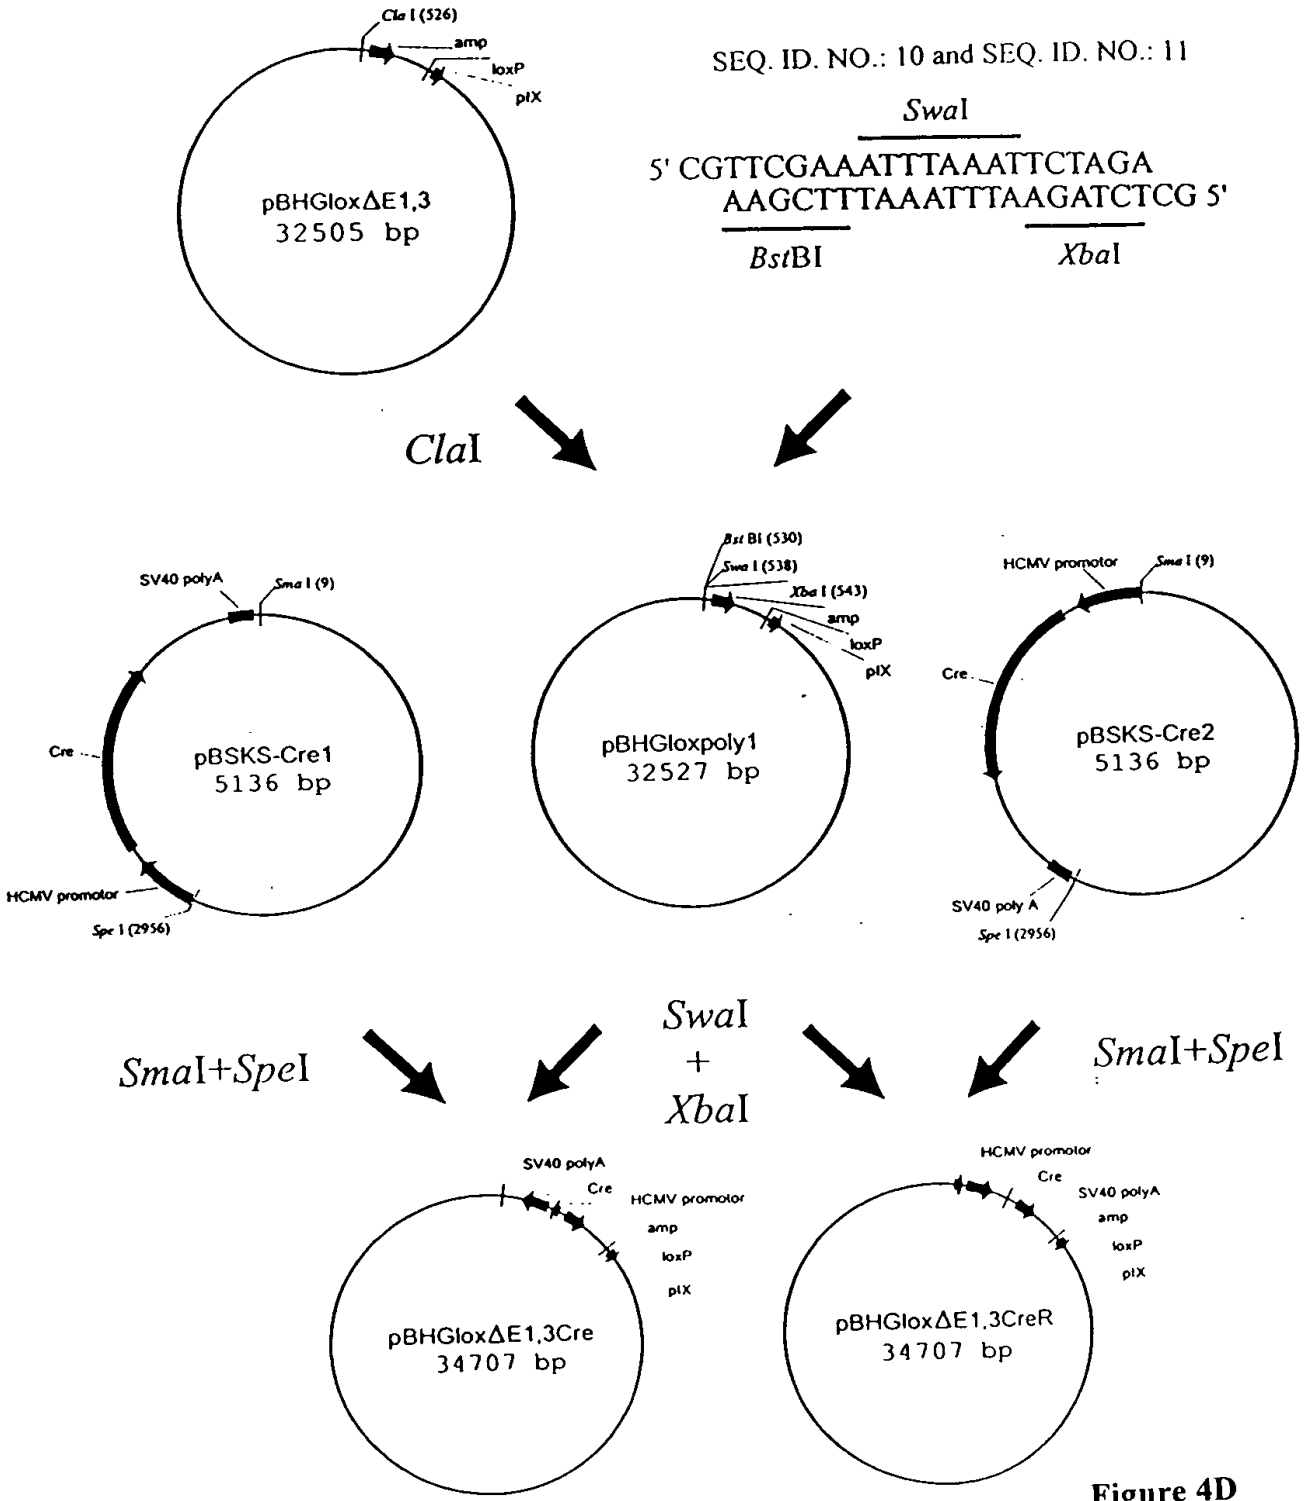 Cla I (526)
amp
loxP
pIX
pBHGloxΔE1,3
32505 bp
SEQ. ID. NO.: 10 and SEQ. ID. NO.: 11
SwaI
5' CGTTCGAAATTTAAATTCTAGA
AAGCTTTAAATTTAAGATCTCG 5'
BstBI
XbaI
ClaI
SV40 polyA
Sma I (9)
Cre
pBSKS-Cre1
5136 bp
HCMV promotor
Spe I (2956)
Bst BI (530)
Swa I (538)
Xba I (543)
amp
loxP
pIX
pBHGloxpoly1
32527 bp
HCMV promotor
Sma I (9)
Cre
pBSKS-Cre2
5136 bp
SV40 poly A
Spe I (2956)
SmaI+SpeI
SwaI
+
XbaI
SmaI+SpeI
SV40 polyA
Cre
HCMV promotor
amp
loxP
pIX
pBHGloxΔE1,3Cre
34707 bp
HCMV promotor
Cre
SV40 polyA
amp
loxP
pIX
pBHGloxΔE1,3CreR
34707 bp
Figure 4D